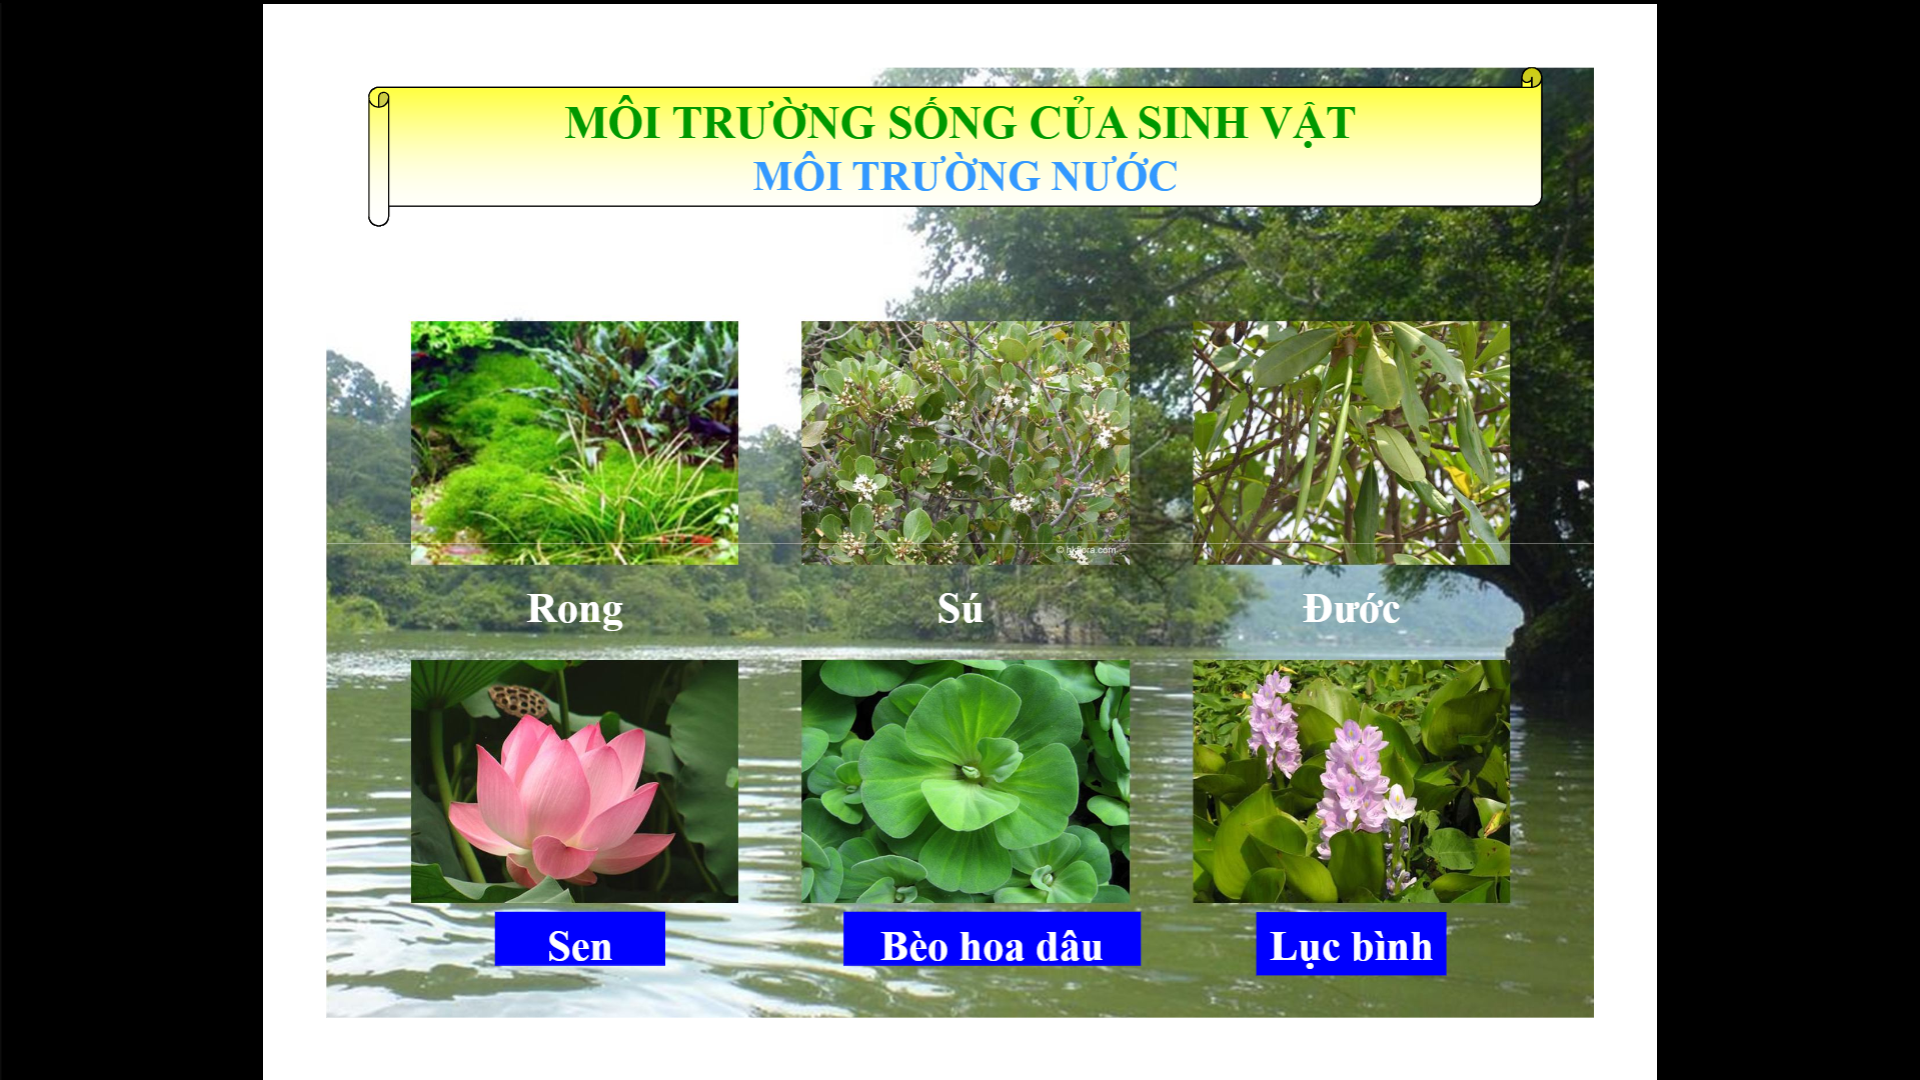 MÔI TRƯỜNG SỐNG CỦA SINH VẬT
MÔI TRƯỜNG NƯỚC
Rong
Sú
Đước
Sen
Bèo hoa dâu
Lục bình